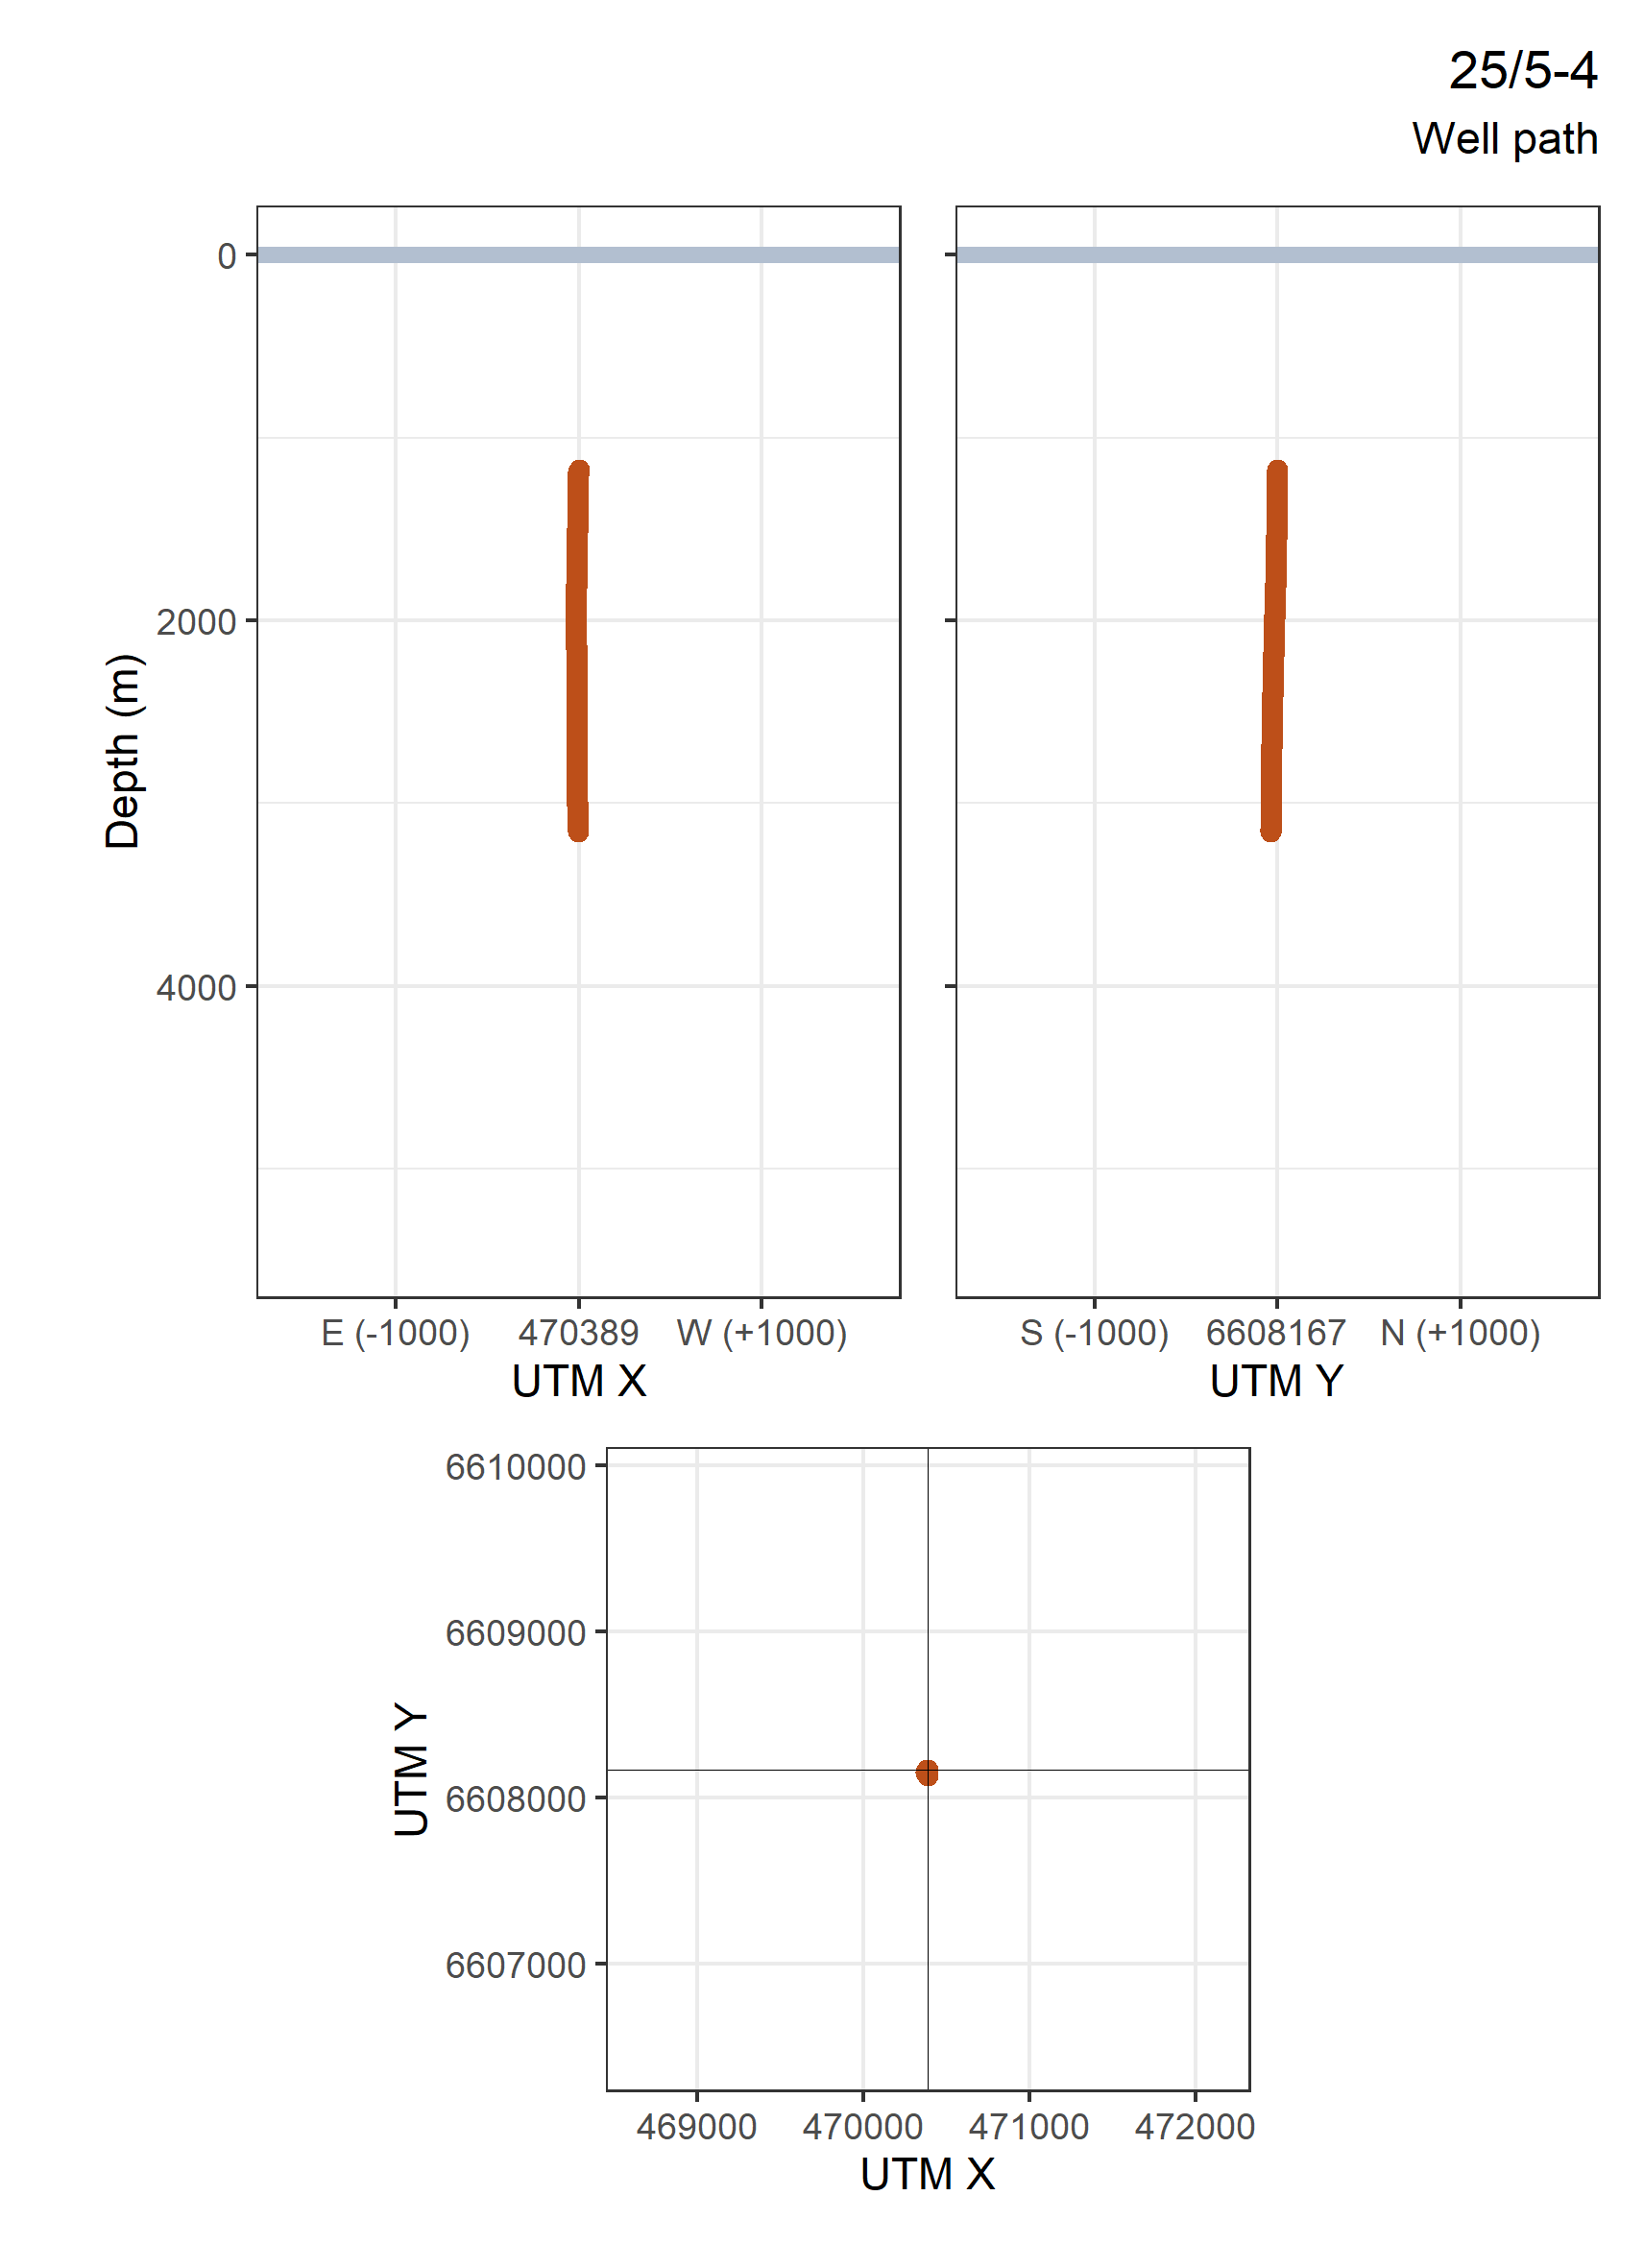 25/5-4
Well path
0
2000
4000
Depth (m)
E (-1000) 470389 W (+1000)
UTM X
S (-1000) 6608167 N (+1000)
UTM Y
6610000
6609000
6608000
6607000
UTM Y
469000 470000 471000 472000
UTM X